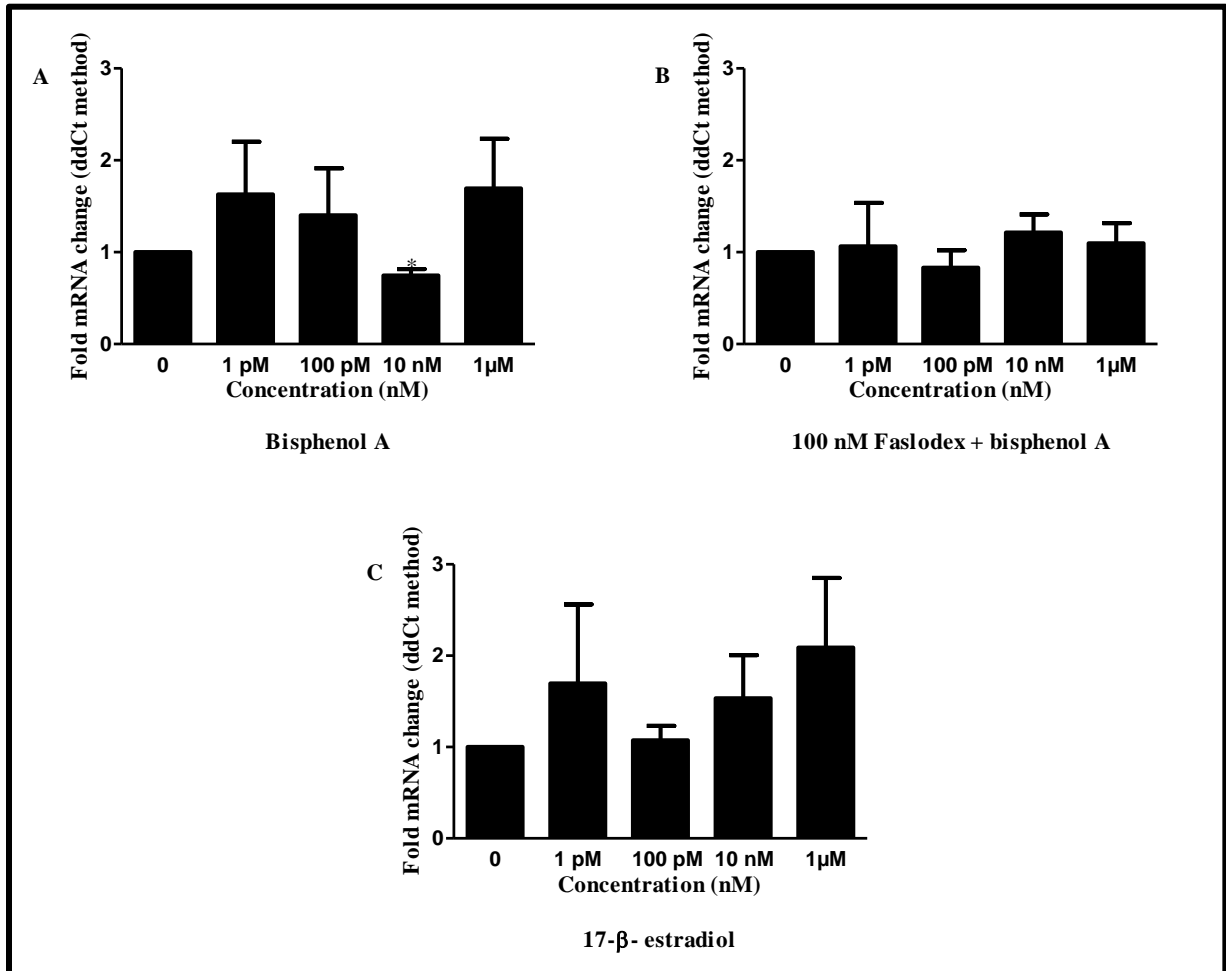 A
Fold mRNA change (ddCt method)
3
2
1
0
*
0 1 pM 100 pM 10 nM 1µM
Concentration (nM)
Bisphenol A
B
Fold mRNA change (ddCt method)
3
2
1
0
0 1 pM 100 pM 10 nM 1µM
Concentration (nM)
100 nM Faslodex + bisphenol A
C
Fold mRNA change (ddCt method)
3
2
1
0
0 1 pM 100 pM 10 nM 1µM
Concentration (nM)
17-β- estradiol